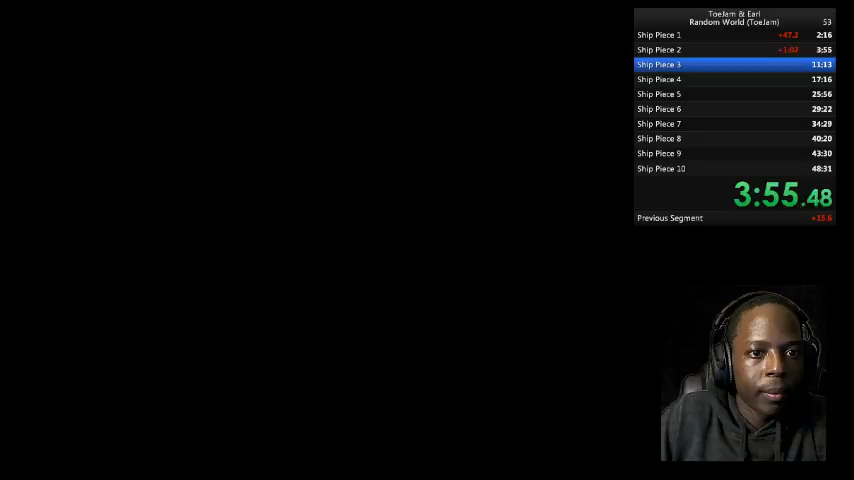 ToeJam & Earl
Random World (ToeJam) 53
Ship Piece 1 +47.2 2:16
Ship Piece 2 +1:02 3:55
Ship Piece 3 11:13
Ship Piece 4 17:16
Ship Piece 5 25:56
Ship Piece 6 29:22
Ship Piece 7 34:29
Ship Piece 8 40:20
Ship Piece 9 43:30
Ship Piece 10 48:31
3:55.48
Previous Segment +15.6